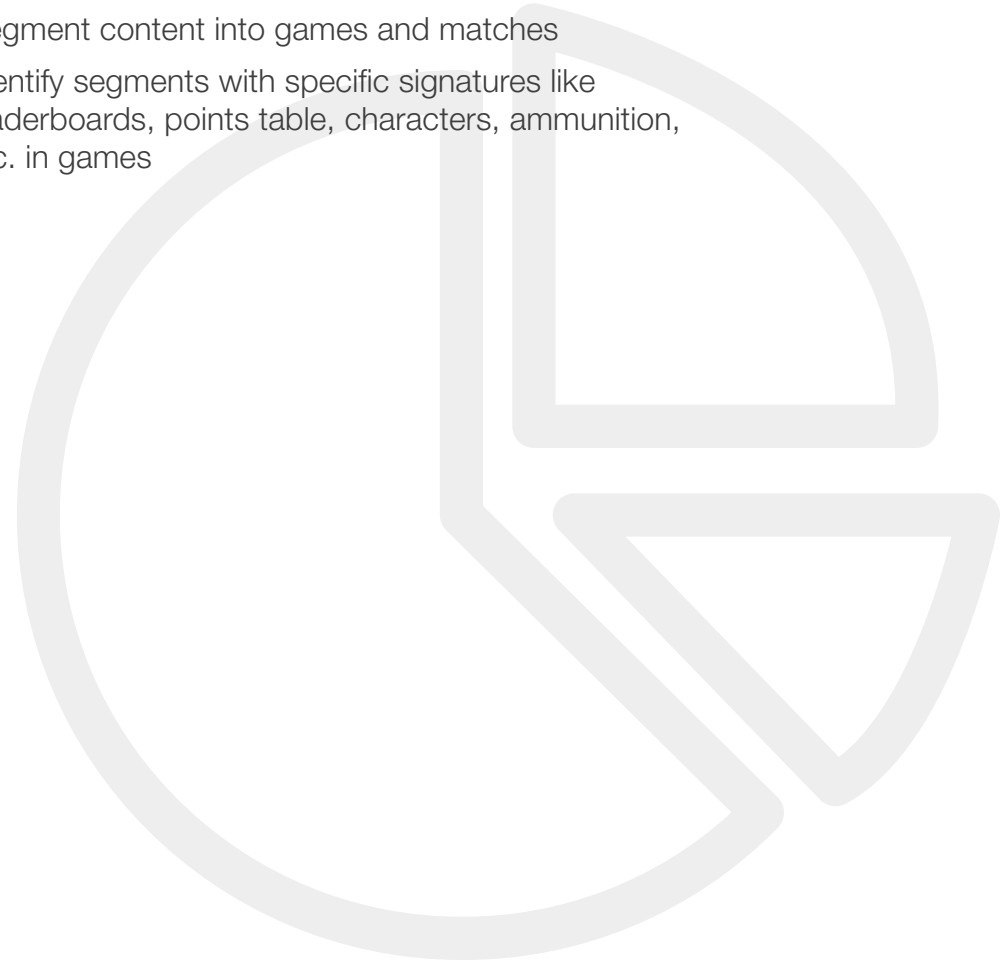 egment content into games and matches
entify segments with specific signatures like
aderboards, points table, characters, ammunition,
c. in games